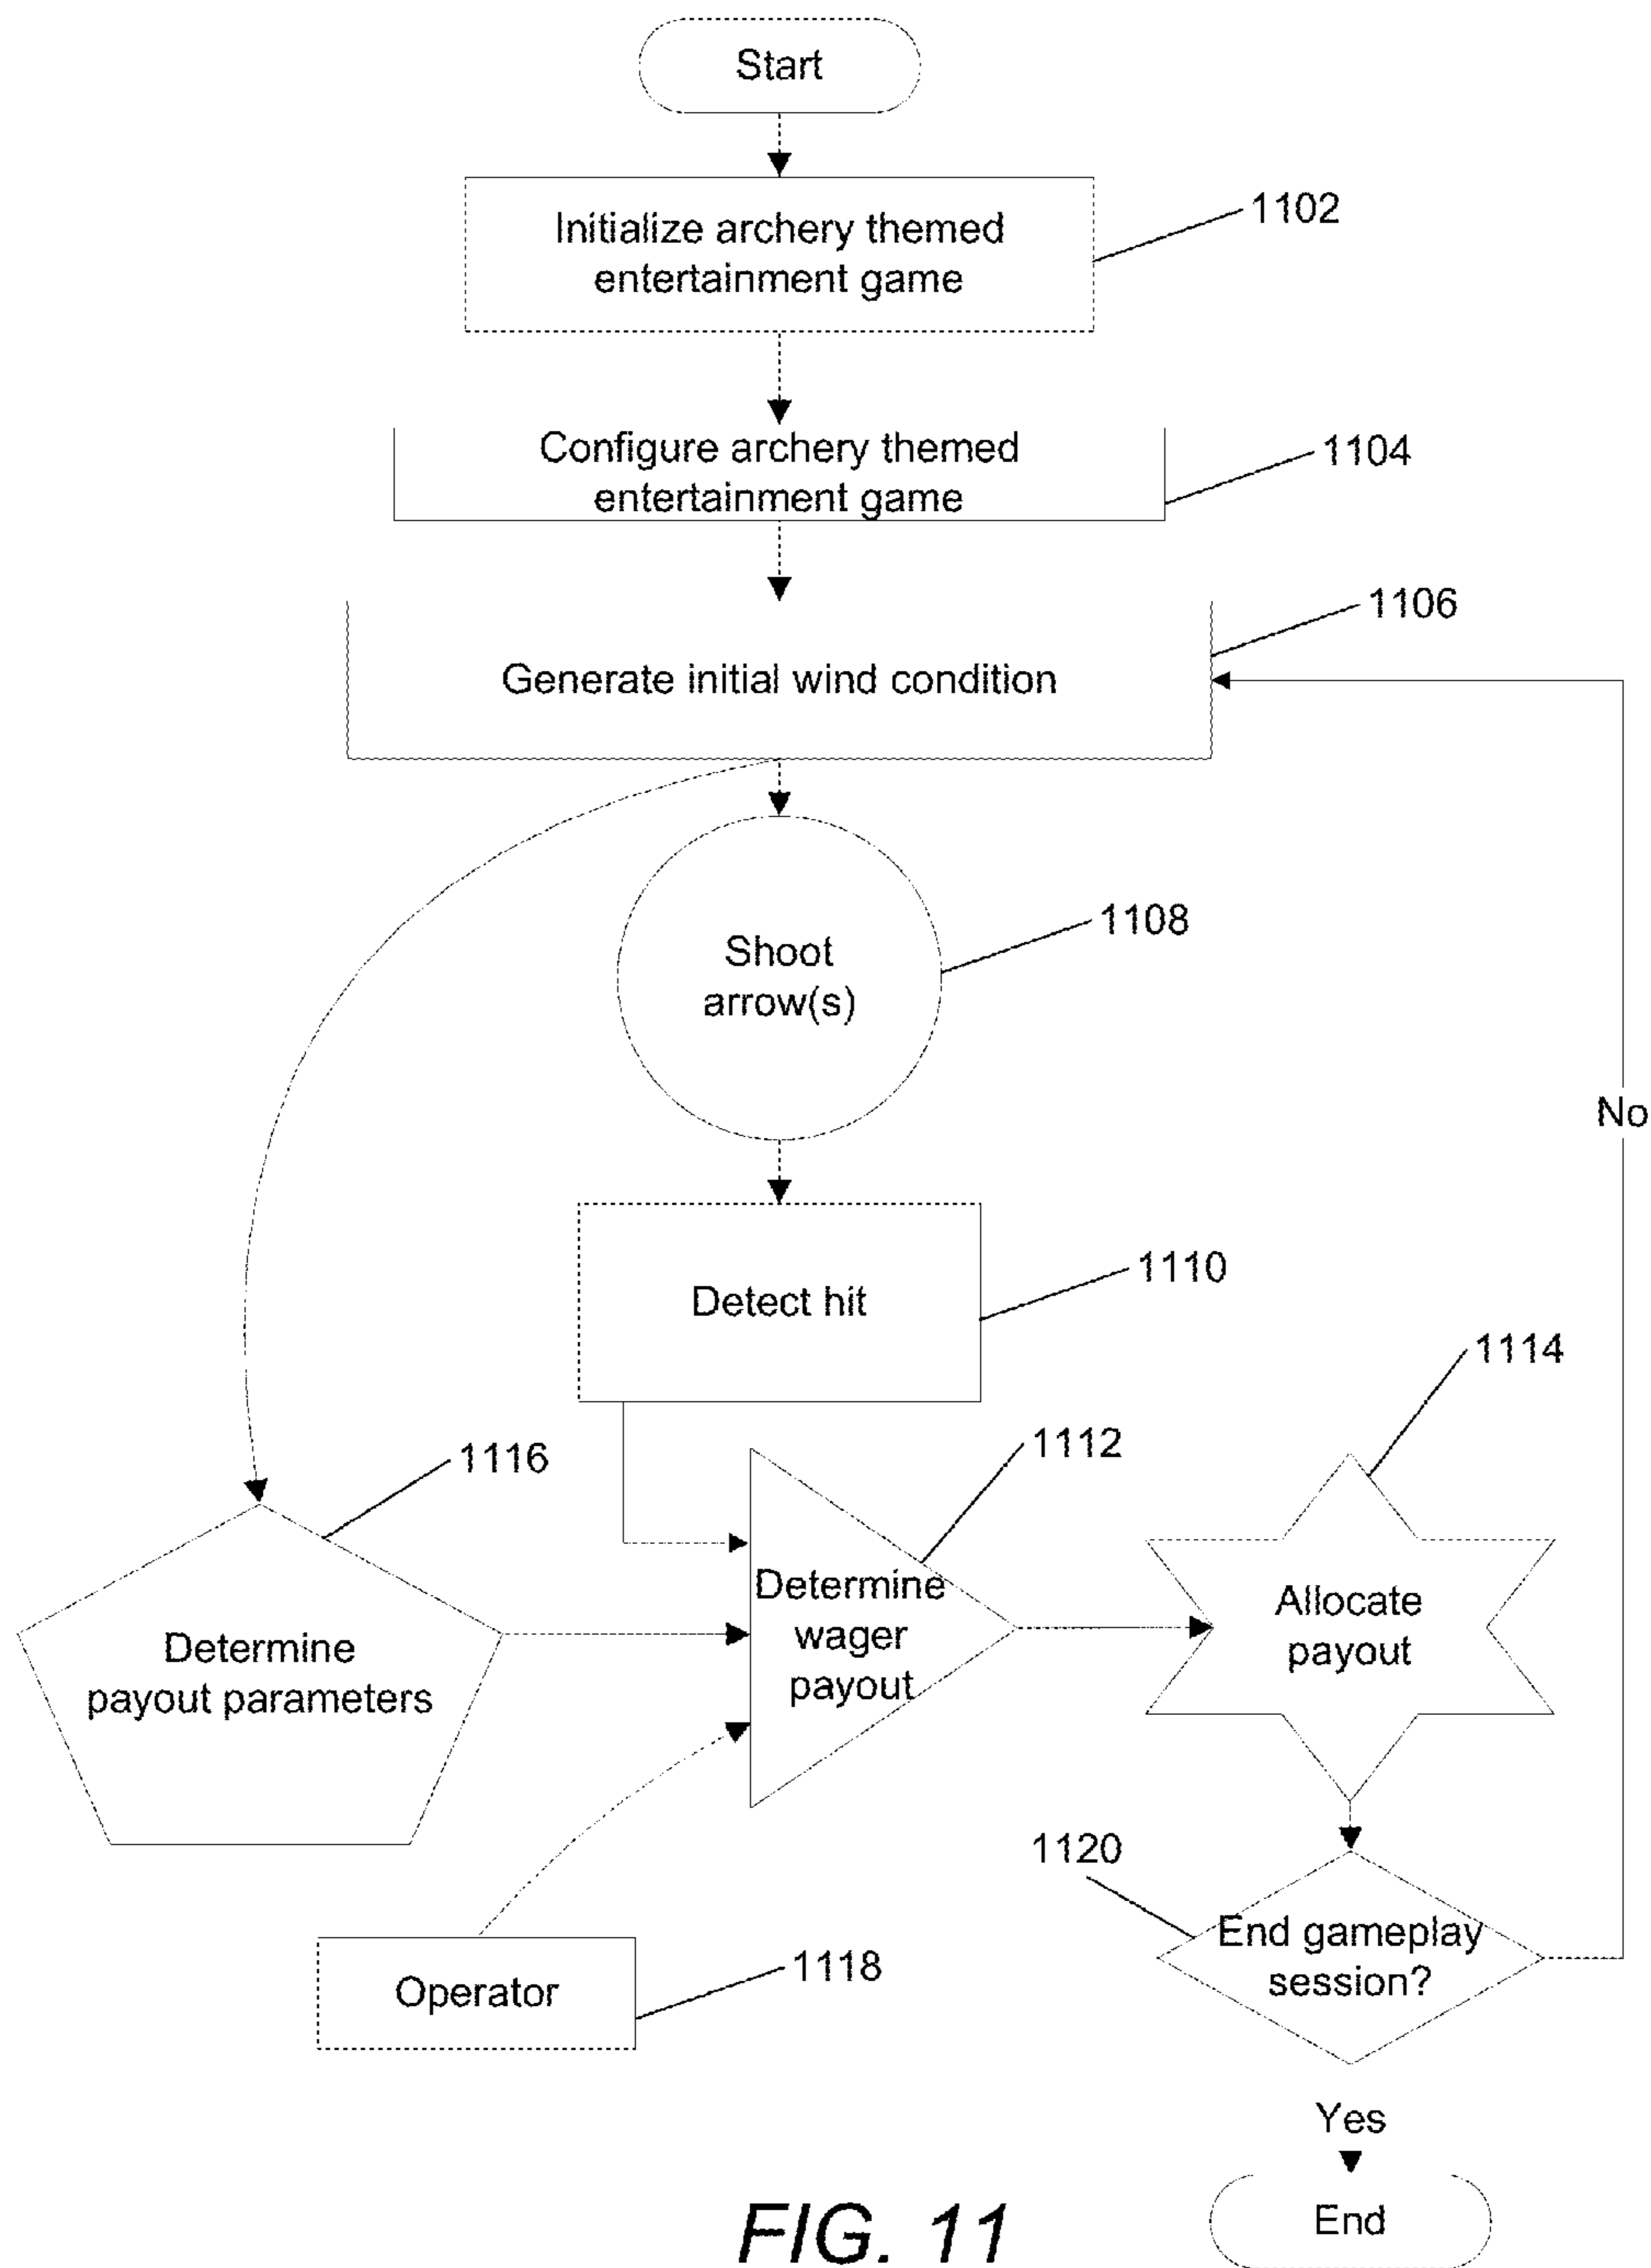 Start
Initialize archery themed
entertainment game
1102
Configure archery themed
entertainment game
1104
1106
Generate initial wind condition
1108
Shoot
arrow(s)
No
1110
Detect hit
1114
1116
1112
Determine
wager
payout
Allocate
payout
Determine
payout parameters
1120
End gameplay
session?
Operator
1118
Yes
End
FIG. 11